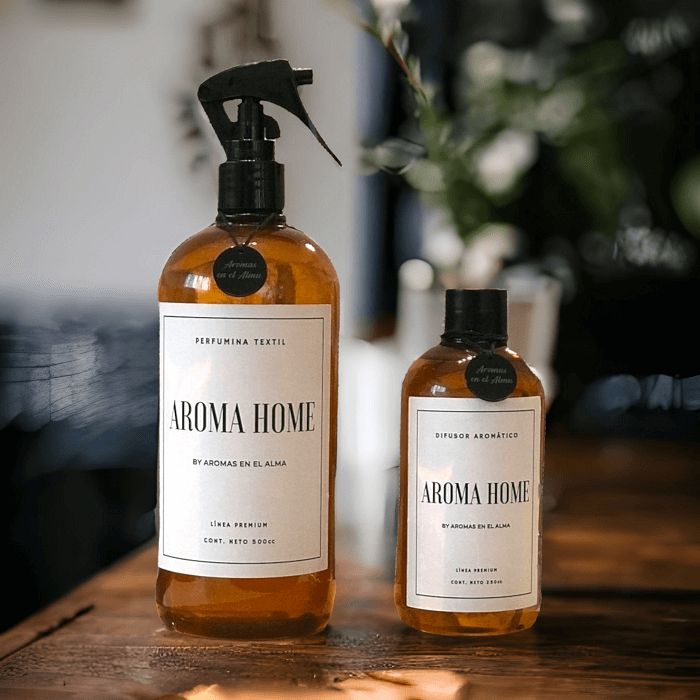 Aromas
en el Alma
PERFUMINA TEXTIL
AROMA HOME
BY AROMAS EN EL ALMA
LÍNEA PREMIUM
CONT. NETO 500cc
Aromas
en el Alma
DIFUSOR AROMÁTICO
AROMA HOME
BY AROMAS EN EL ALMA
LÍNEA PREMIUM
CONT. NETO 250cc